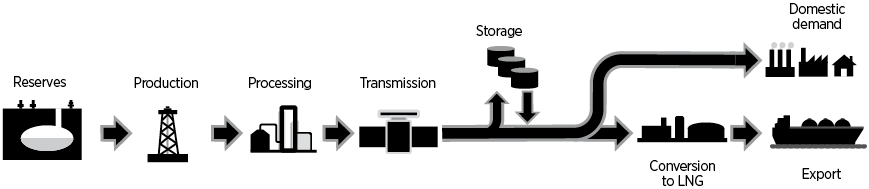 Reserves
Production
Processing
Transmission
Storage
Domestic
demand
Conversion
to LNG
Export